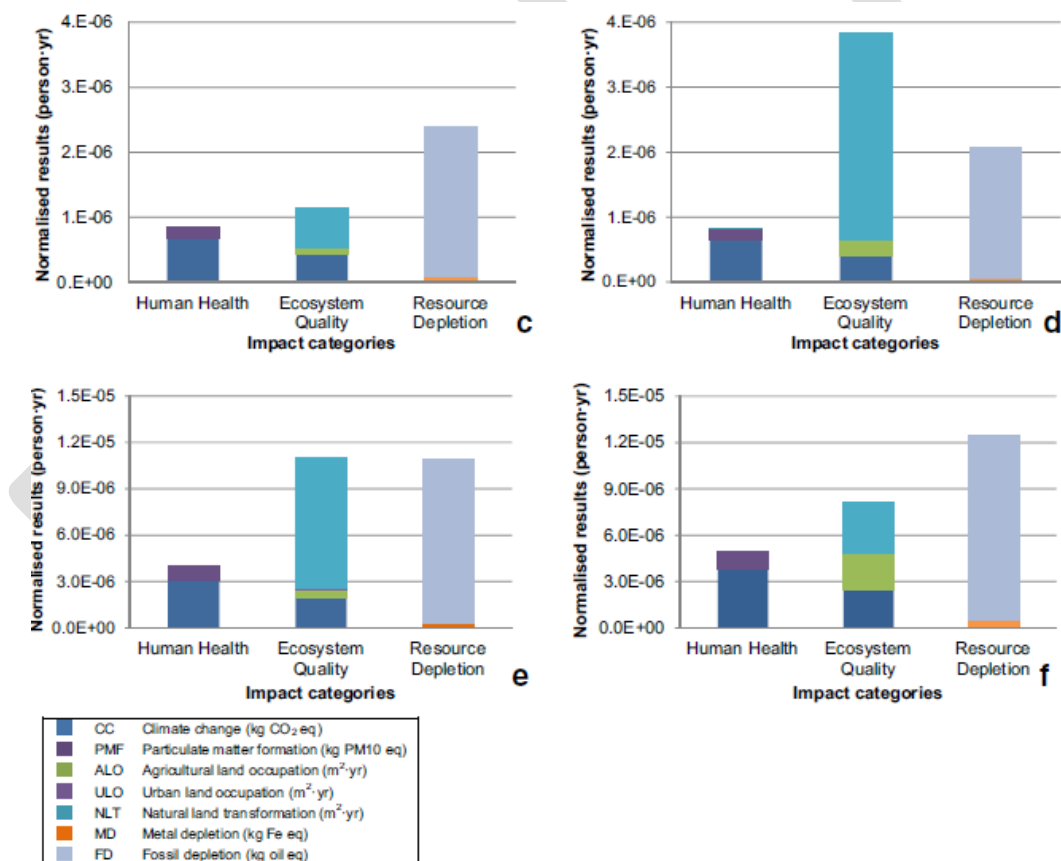 4.E-06
3.E-06
2.E-06
1.E-06
0.E+00
Normalised results (person·yr)
Human Health
Ecosystem
Quality
Resource
Depletion
Impact categories
c
4.E-06
3.E-06
2.E-06
1.E-06
0.E+00
Normalised results (person·yr)
Human Health
Ecosystem
Quality
Resource
Depletion
Impact categories
d
1.5E-05
1.2E-05
9.0E-06
6.0E-06
3.0E-06
0.0E+00
Normalised results (person·yr)
Human Health
Ecosystem
Quality
Resource
Depletion
Impact categories
e
1.5E-05
1.2E-05
9.0E-06
6.0E-06
3.0E-06
0.0E+00
Normalised results (person·yr)
Human Health
Ecosystem
Quality
Resource
Depletion
Impact categories
f
CC Climate change (kg CO₂ eq)
PMF Particulate matter formation (kg PM10 eq)
ALO Agricultural land occupation (m²·yr)
ULO Urban land occupation (m²·yr)
NLT Natural land transformation (m²·yr)
MD Metal depletion (kg Fe eq)
FD Fossil depletion (kg oil eq)